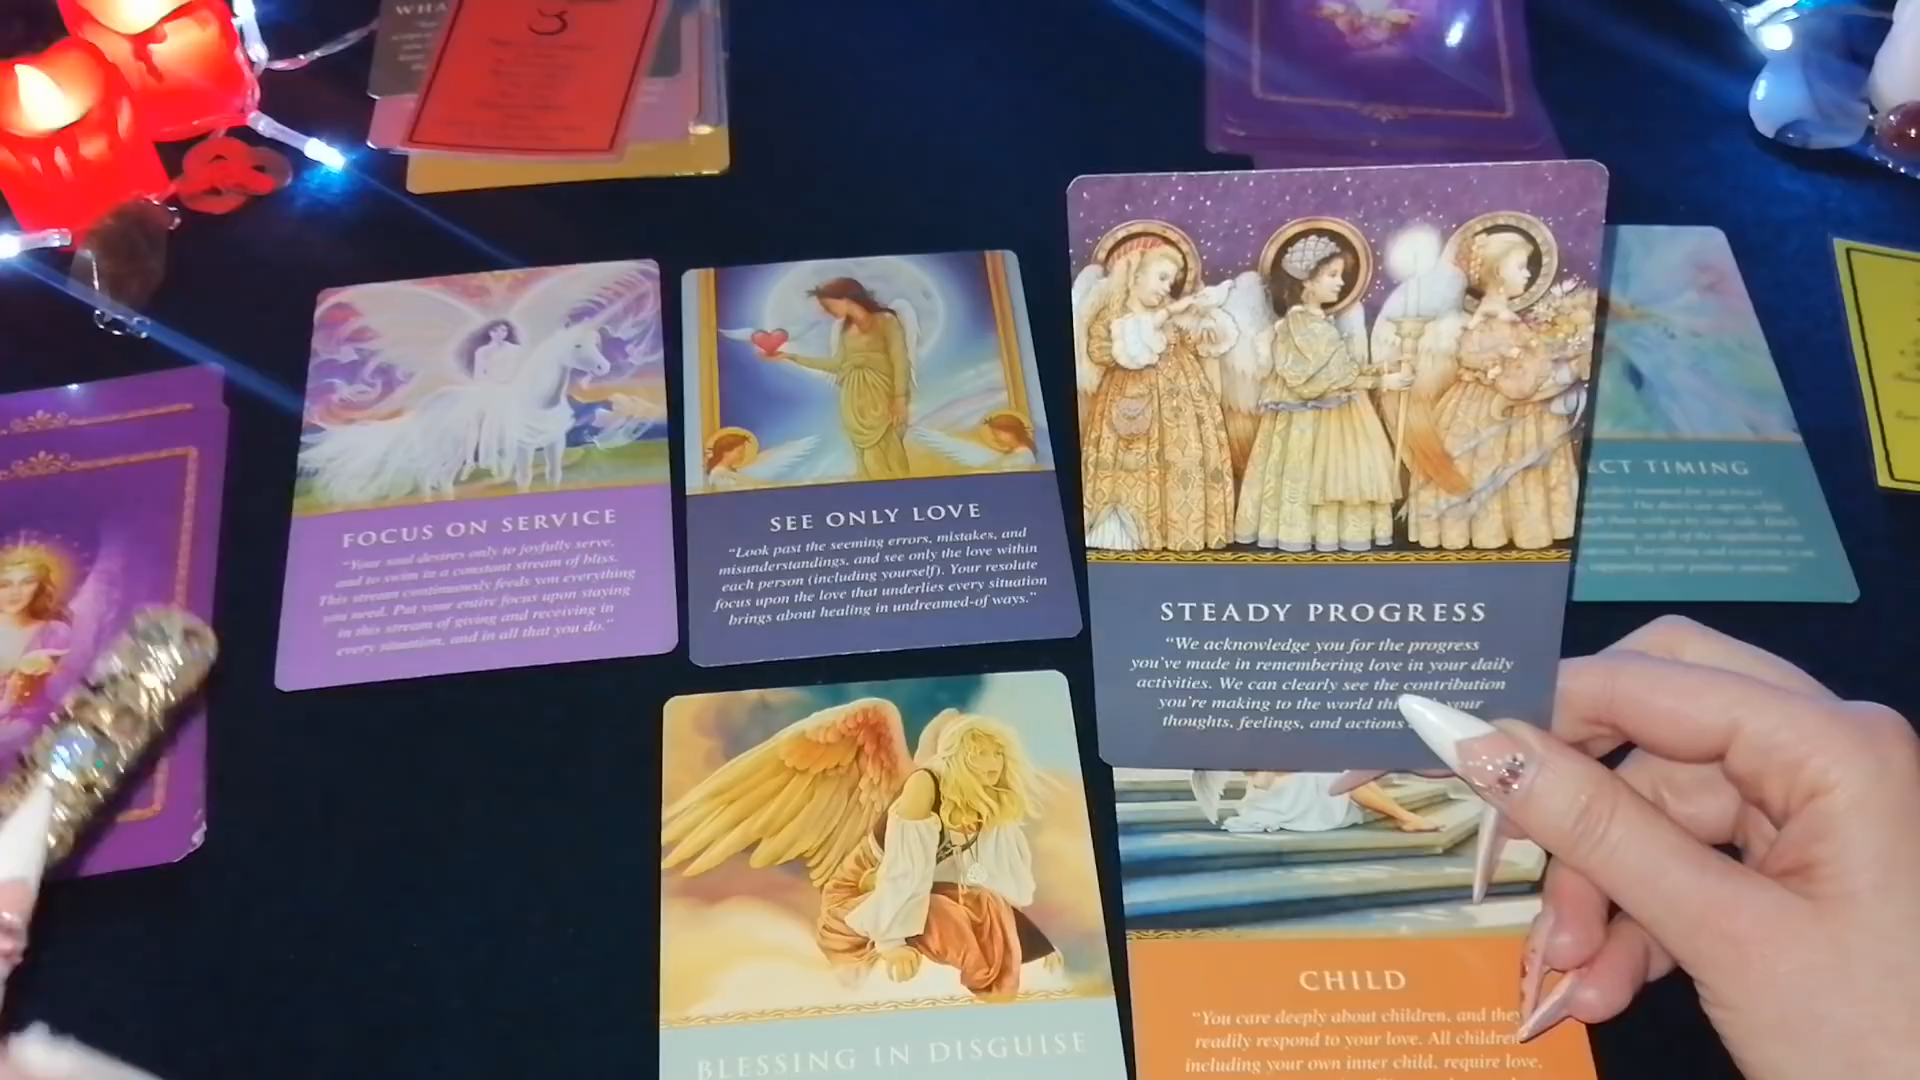 WHA
FOCUS ON SERVICE
"Your soul desires only to joyfully serve,
and to swim in a constant stream of bliss.
This stream continuously feeds you everything
you need. Put your entire focus upon staying
in this stream of giving and receiving in
every situation, and in all that you do."
SEE ONLY LOVE
"Look past the seeming errors, mistakes, and
misunderstandings, and see only the love within
each person (including yourself). Your resolute
focus upon the love that underlies every situation
brings about healing in undreamed-of ways."
STEADY PROGRESS
"We acknowledge you for the progress
you've made in remembering love in your daily
activities. We can clearly see the contribution
you're making to the world your
thoughts, feelings, and actions
ECT TIMING
BLESSING IN DISGUISE
CHILD
"You care deeply about children, and they
readily respond to your love. All children,
including your own inner child, require love,